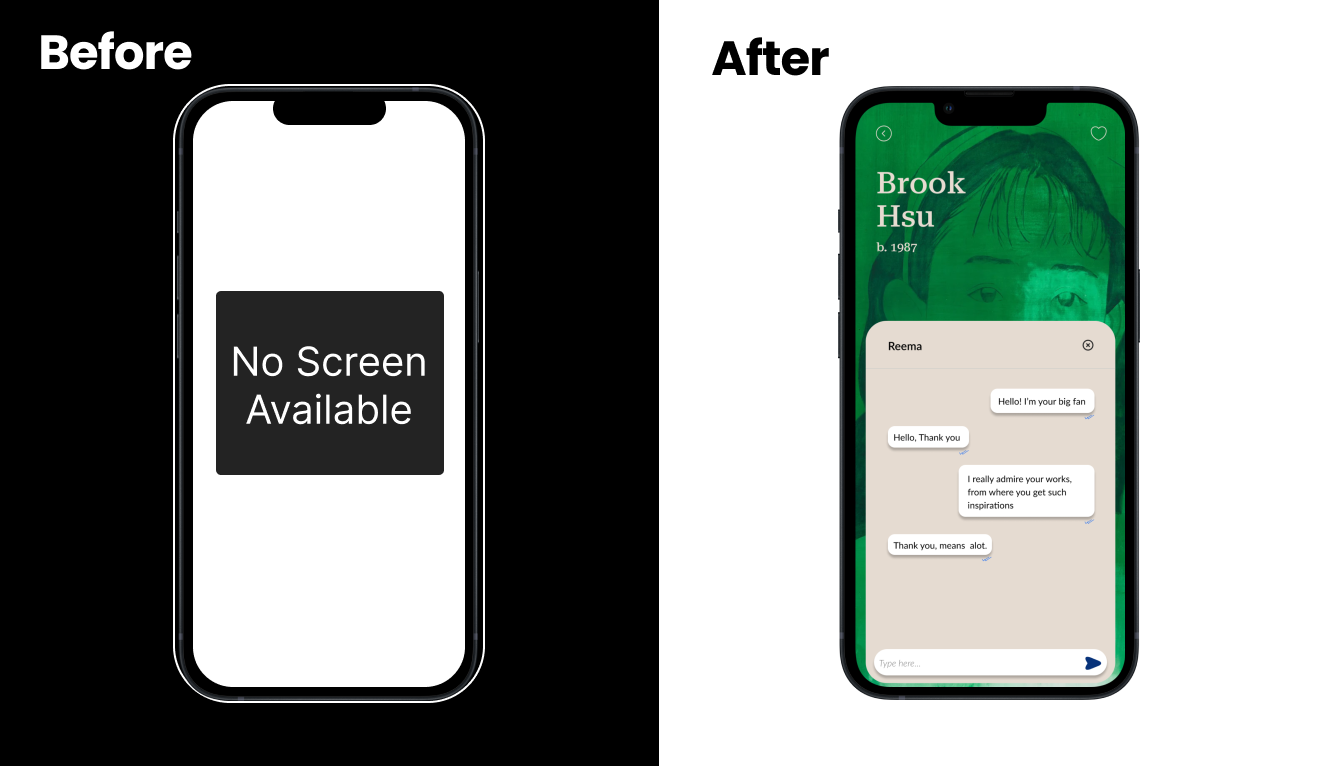 Before
No Screen
Available
After
Brook
Hsu
b. 1987
Reema
Hello! I'm your big fan
Hello, Thank you
I really admire your works,
from where you get such
inspirations
Thank you, means  alot.
Type here...